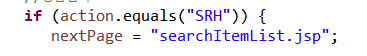 if (action.equals("SRH")) {
nextPage = "searchItemList.jsp";